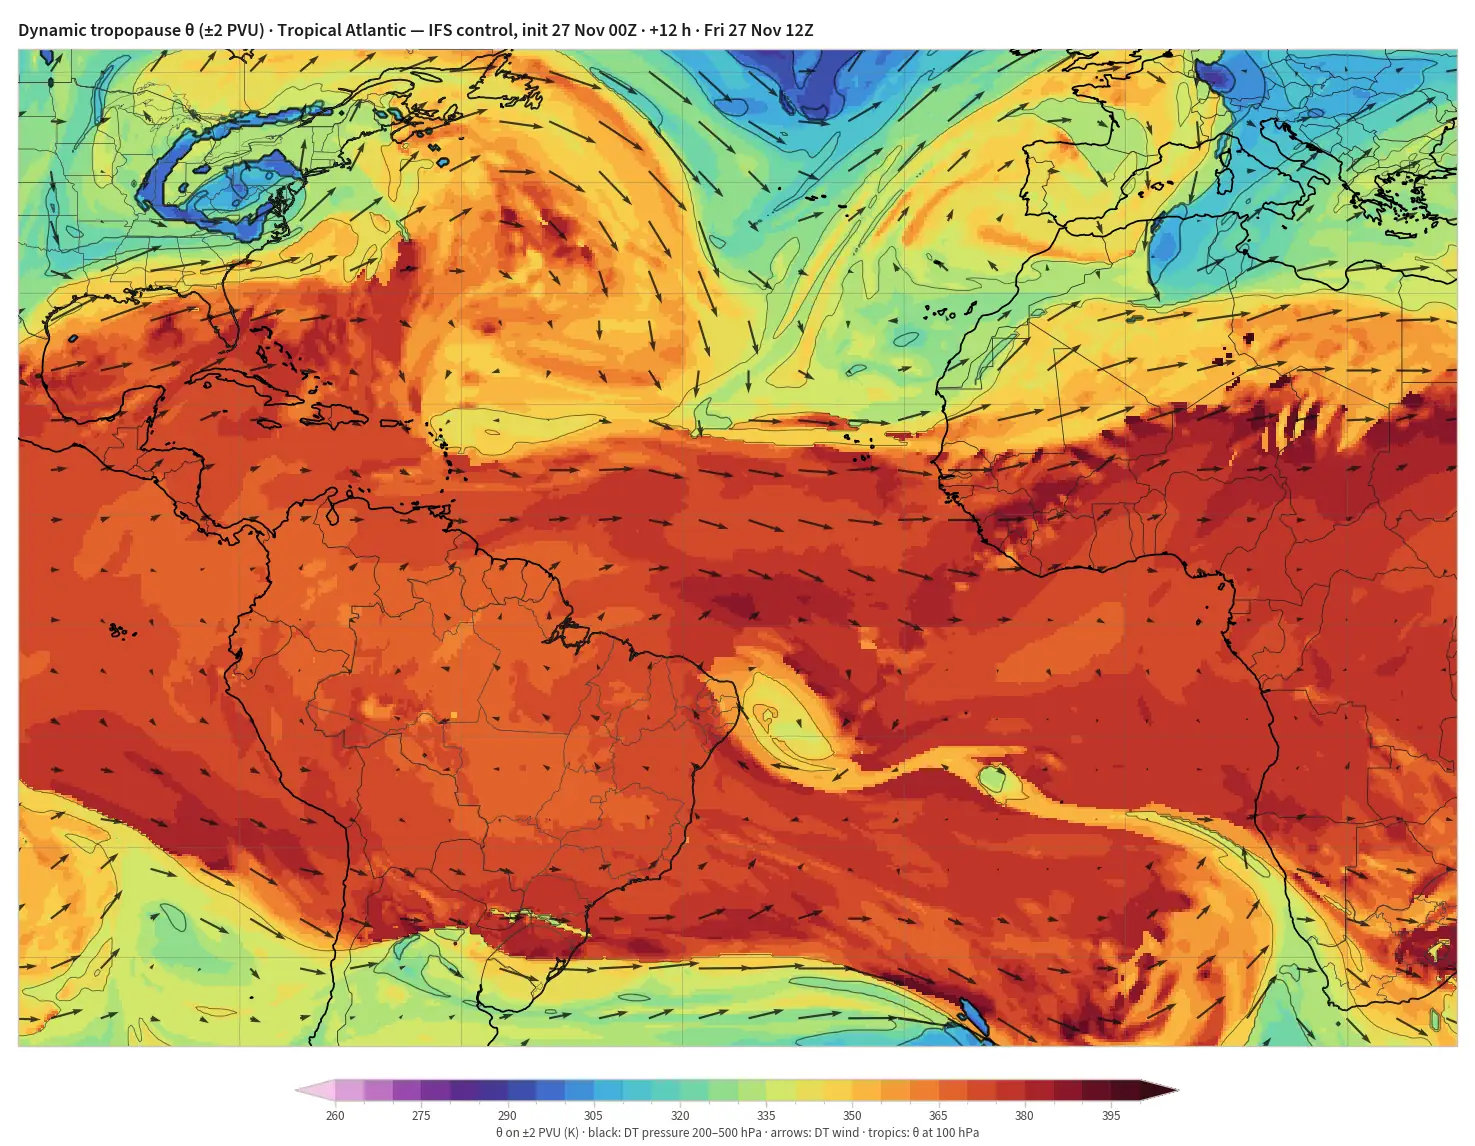 Dynamic tropopause θ (±2 PVU) · Tropical Atlantic — IFS control, init 27 Nov 00Z · +12 h · Fri 27 Nov 12Z
260 275 290 305 320 335 350 365 380 395
θ on ±2 PVU (K) · black: DT pressure 200–500 hPa · arrows: DT wind · tropics: θ at 100 hPa